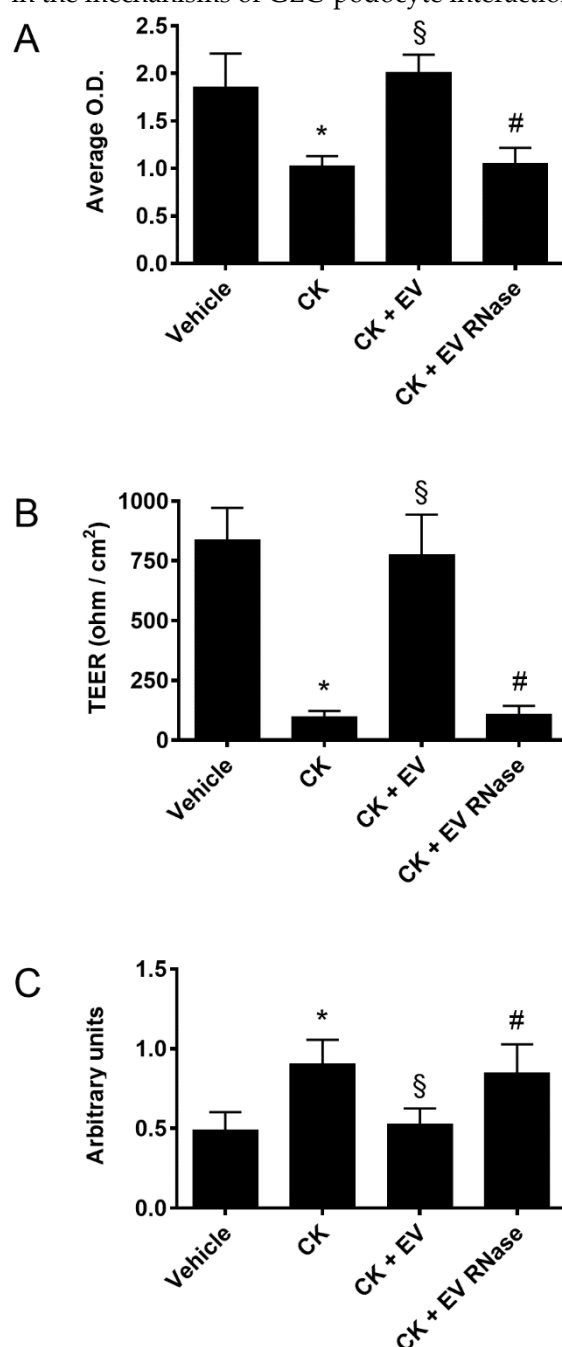 in the mechanisms of GEC-podocyte interaction
A
§
2.5
2.0
1.5
1.0
0.5
0.0
Average O.D.
*
#
Vehicle
CK
CK + EV
CK + EV RNase
B
§
1000
750
500
250
0
TEER (ohm / cm²)
*
#
Vehicle
CK
CK + EV
CK + EV RNase
C
1.5
1.0
0.5
0.0
Arbitrary units
*
§
#
Vehicle
CK
CK + EV
CK + EV RNase